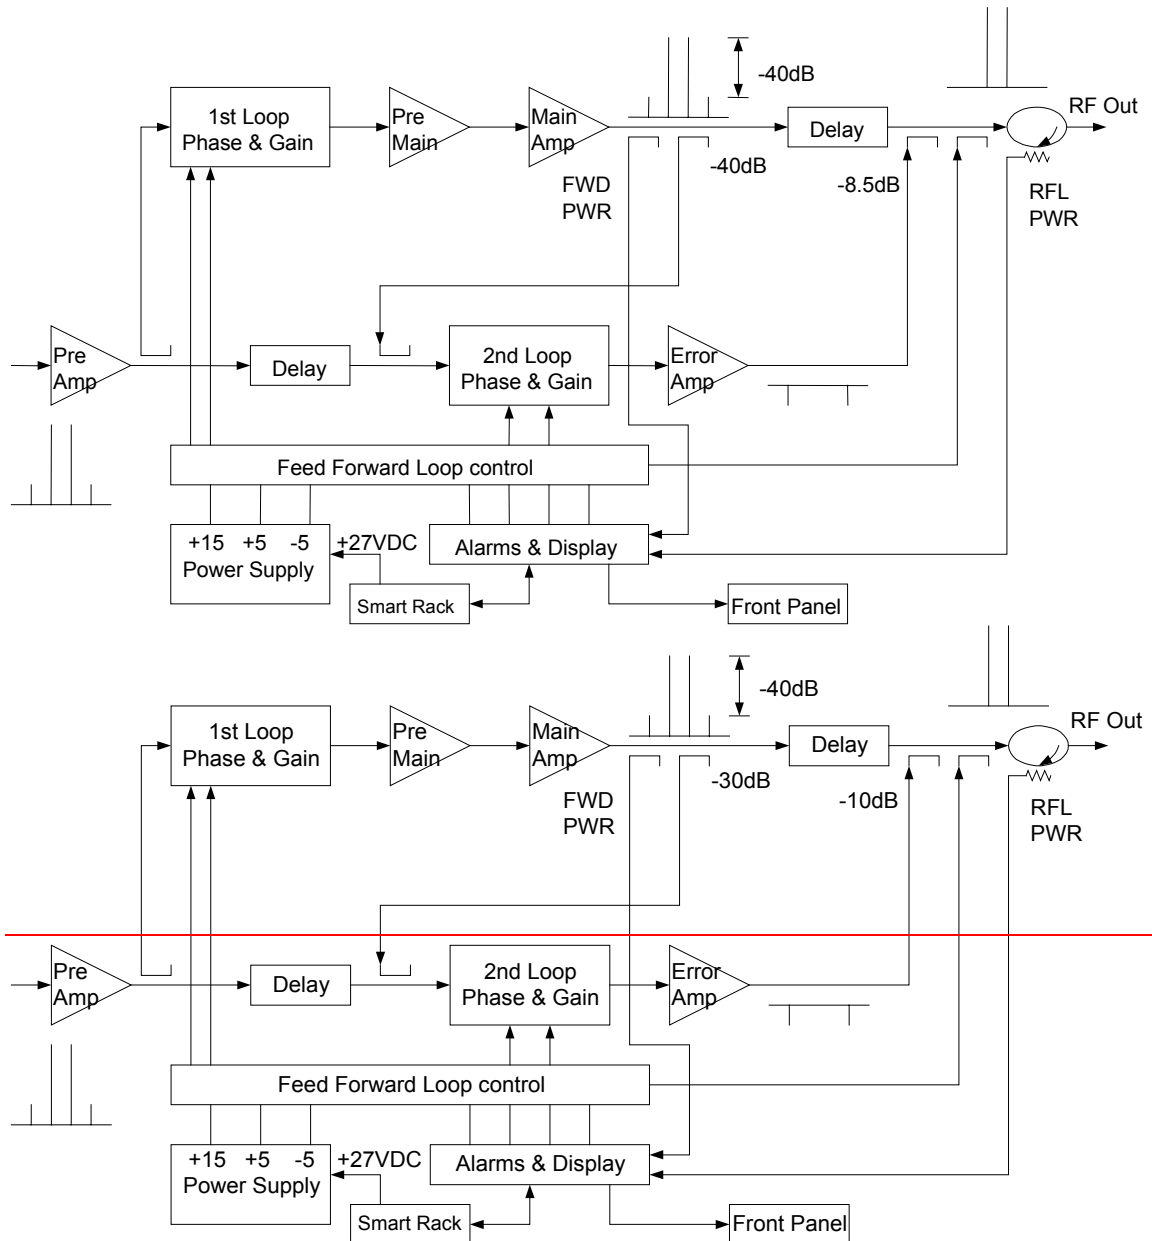 -40dB
1st Loop
Phase & Gain
Pre
Main
Main
Amp
Delay
RF Out
-40dB
-8.5dB
FWD
PWR
RFL
PWR
Pre
Amp
Delay
2nd Loop
Phase & Gain
Error
Amp
Feed Forward Loop control
+15 +5 -5
Power Supply
+27VDC
Alarms & Display
Smart Rack
Front Panel
-40dB
1st Loop
Phase & Gain
Pre
Main
Main
Amp
Delay
RF Out
-30dB
-10dB
FWD
PWR
RFL
PWR
Pre
Amp
Delay
2nd Loop
Phase & Gain
Error
Amp
Feed Forward Loop control
+15 +5 -5
Power Supply
+27VDC
Alarms & Display
Smart Rack
Front Panel